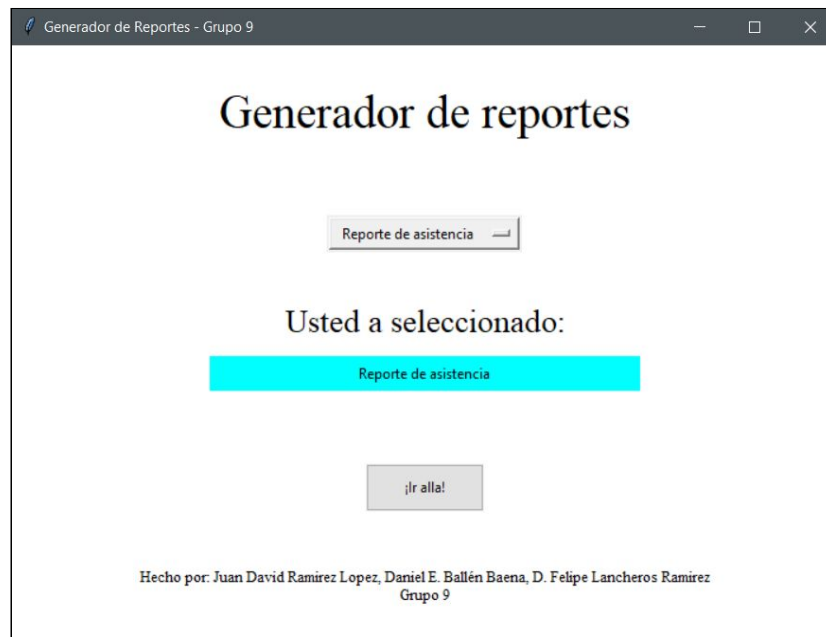 Generador de Reportes - Grupo 9
Generador de reportes
Reporte de asistencia
Usted a seleccionado:
Reporte de asistencia
¡Ir alla!
Hecho por: Juan David Ramirez Lopez, Daniel E. Ballén Baena, D. Felipe Lancheros Ramirez
Grupo 9